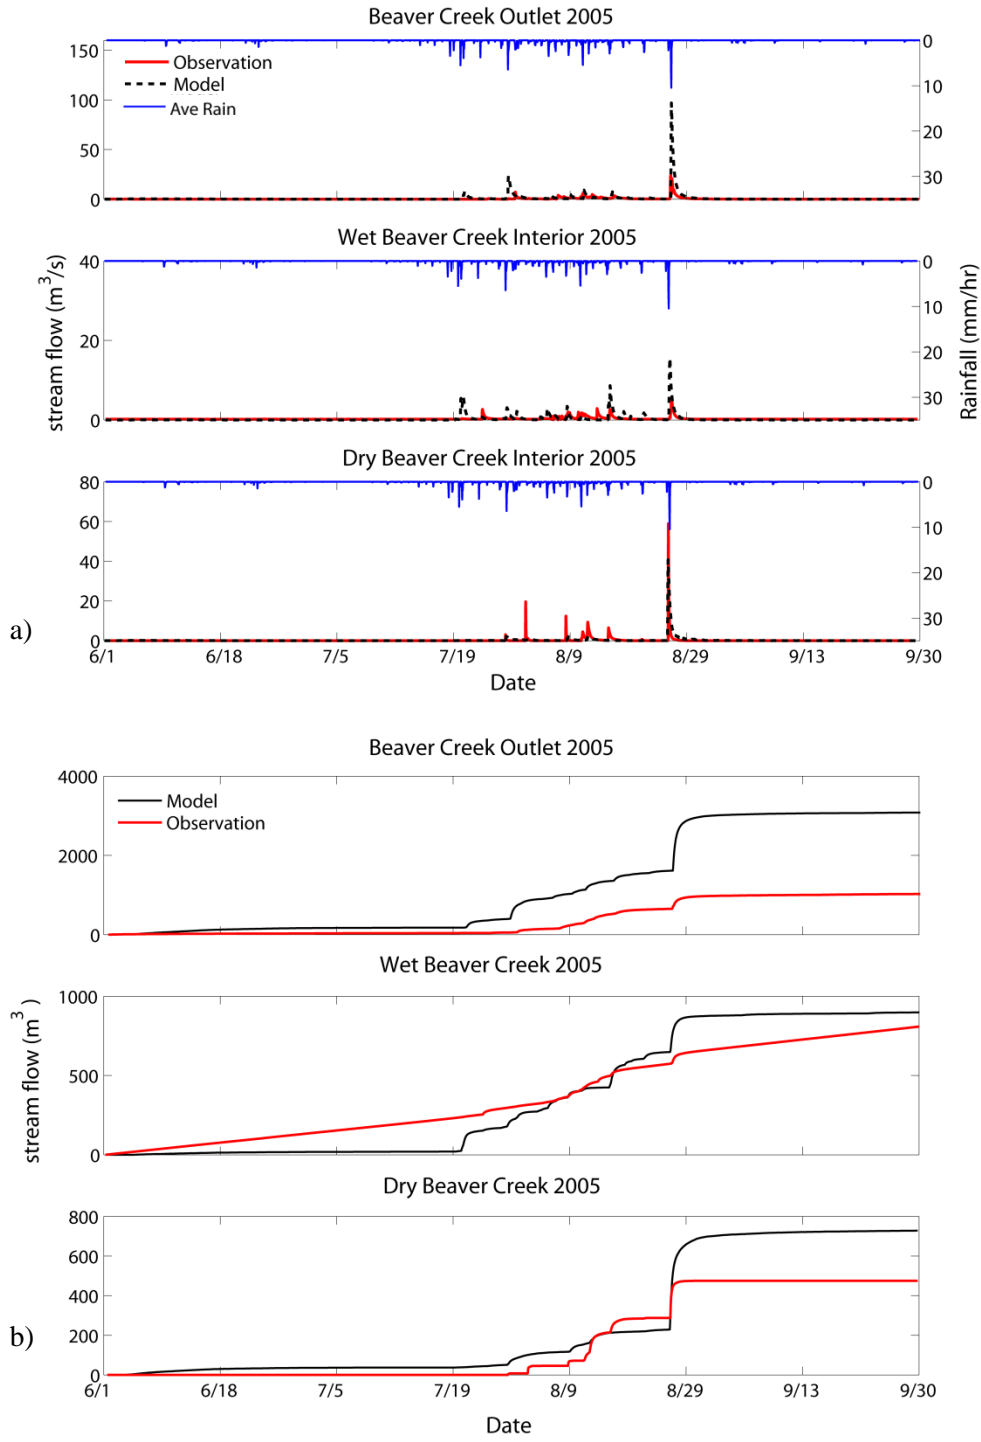 Beaver Creek Outlet 2005
150
100
50
0
0
10
20
30
Observation
Model
Ave Rain
Wet Beaver Creek Interior 2005
40
20
0
0
10
20
30
stream flow (m³/s)
Rainfall (mm/hr)
Dry Beaver Creek Interior 2005
80
60
40
20
0
0
10
20
30
a)
6/1 6/18 7/5 7/19 8/9 8/29 9/13 9/30
Date
Beaver Creek Outlet 2005
4000
2000
0
Model
Observation
Wet Beaver Creek 2005
1000
500
0
stream flow (m³ )
Dry Beaver Creek 2005
800
600
400
200
0
b)
6/1 6/18 7/5 7/19 8/9 8/29 9/13 9/30
Date